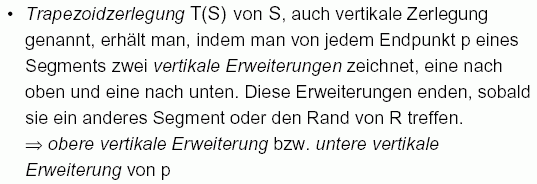 • Trapezoidzerlegung T(S) von S, auch vertikale Zerlegung
genannt, erhält man, indem man von jedem Endpunkt p eines
Segments zwei vertikale Erweiterungen zeichnet, eine nach
oben und eine nach unten. Diese Erweiterungen enden, sobald
sie ein anderes Segment oder den Rand von R treffen.
⇒ obere vertikale Erweiterung bzw. untere vertikale
Erweiterung von p